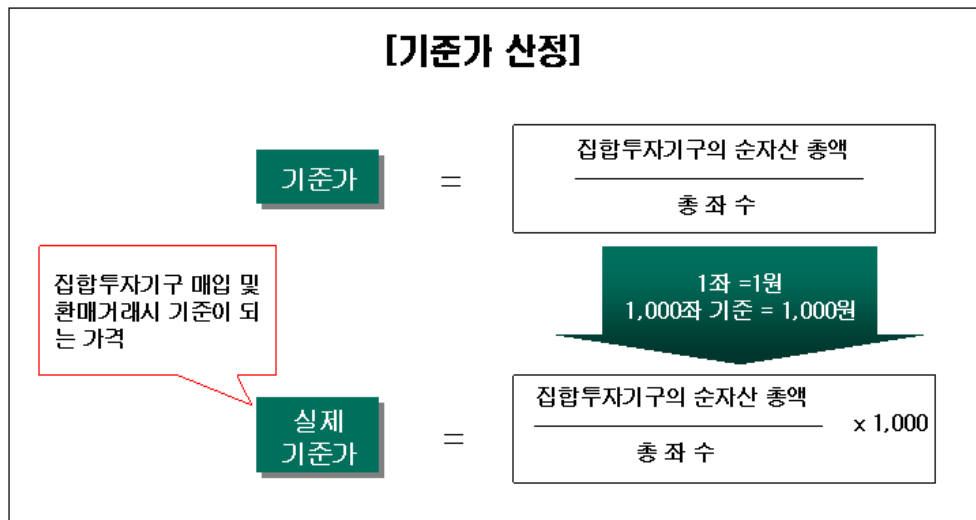 [기준가 산정]
기준가
=
집합투자기구의 순자산 총액
총 좌 수
집합투자기구 매입 및
환매거래시 기준이 되
는 가격
1좌 =1원
1,000좌 기준 = 1,000원
실제
기준가
=
집합투자기구의 순자산 총액
총 좌 수
x 1,000